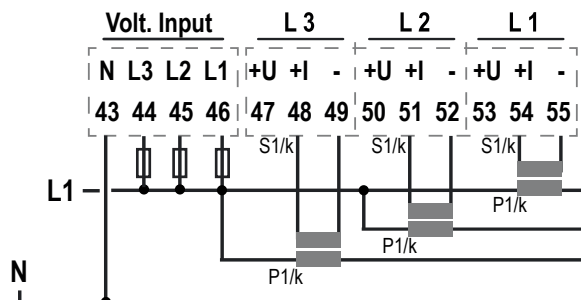 Volt. Input L 3 L 2 L 1
N L3 L2 L1 +U +I - +U +I - +U +I -
43 44 45 46 47 48 49 50 51 52 53 54 55
S1/k S1/k S1/k
L1
P1/k
P1/k
N
P1/k